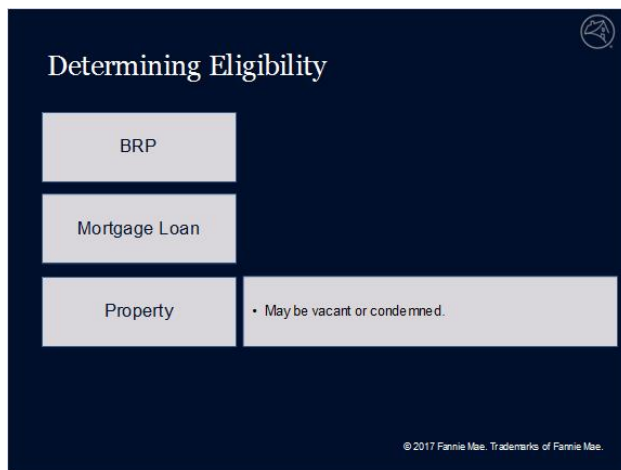 Determining Eligibility
BRP
Mortgage Loan
Property
• May be vacant or condemned.
© 2017 Fannie Mae. Trademarks of Fannie Mae.